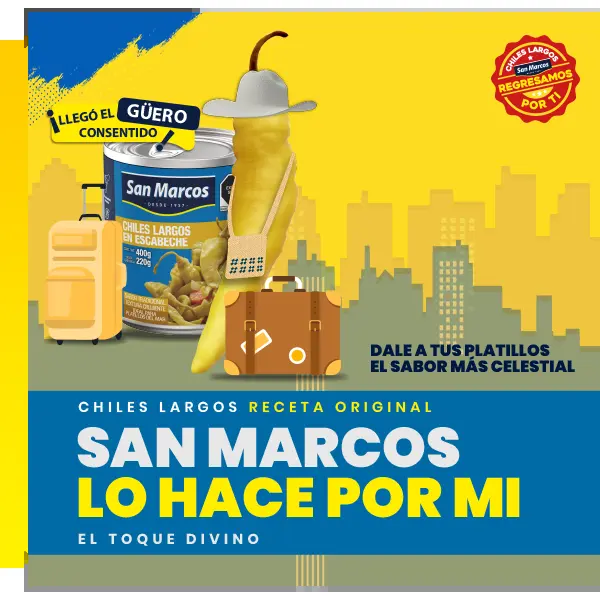 CHILES LARGOS
San Marcos
REGRESAMOS
POR TI
¡LLEGÓ EL GÜERO
CONSENTIDO!
San Marcos
DESDE 1957
CHILES LARGOS
EN ESCABECHE
400g
220g
DALE A TUS PLATILLOS
EL SABOR MÁS CELESTIAL
CHILES LARGOS RECETA ORIGINAL
SAN MARCOS
LO HACE POR MI
EL TOQUE DIVINO